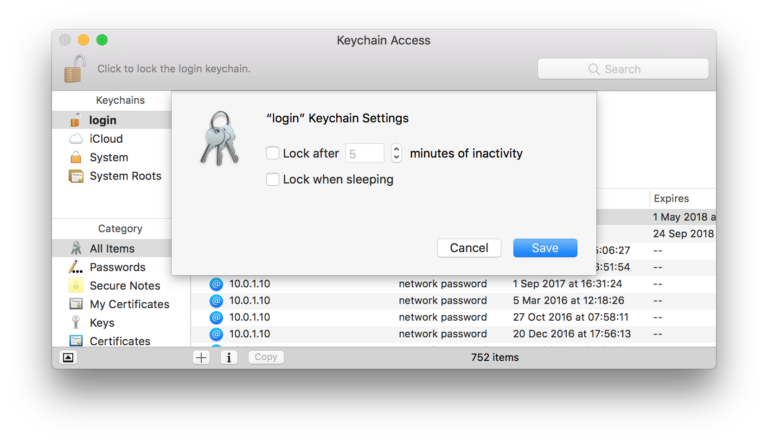 Keychain Access
Click to lock the login keychain.
Search
Keychains
login
iCloud
System
System Roots
Category
All Items
Passwords
Secure Notes
My Certificates
Keys
Certificates
“login” Keychain Settings
Lock after 5 minutes of inactivity
Lock when sleeping
Cancel Save
Expires
1 May 2018 a
24 Sep 2018
:06:27 --
:51:54 --
10.0.1.10 network password 1 Sep 2017 at 16:31:24 --
10.0.1.10 network password 5 Mar 2016 at 12:18:26 --
10.0.1.10 network password 27 Oct 2016 at 07:58:11 --
10.0.1.10 network password 20 Dec 2016 at 17:56:13 --
+ i Copy 752 items